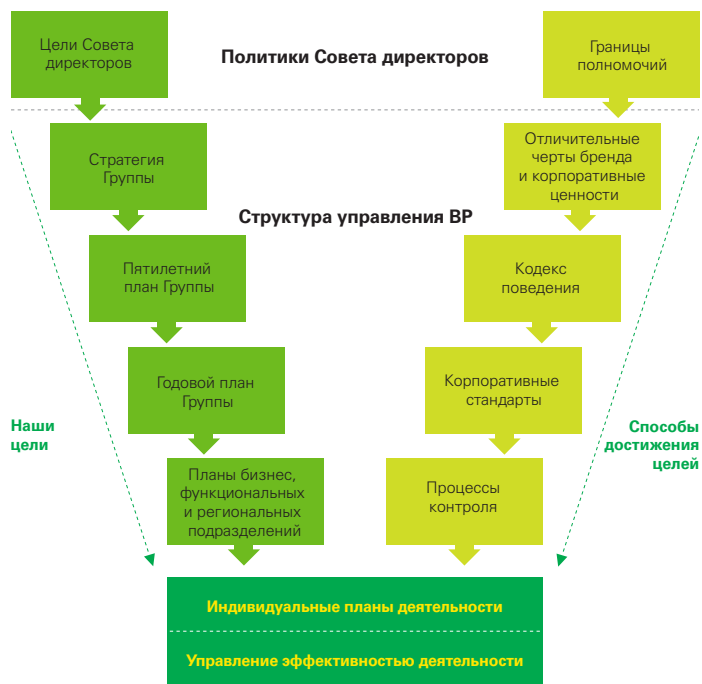 Цели Совета
директоров
Политики Совета директоров
Границы
полномочий
Стратегия
Группы
Отличительные
черты бренда
и корпоративные
ценности
Структура управления BP
Пятилетний
план Группы
Кодекс
поведения
Годовой план
Группы
Корпоративные
стандарты
Наши
цели
Способы
достижения
целей
Планы бизнес,
функциональных
и региональных
подразделений
Процессы
контроля
Индивидуальные планы деятельности
Управление эффективностью деятельности